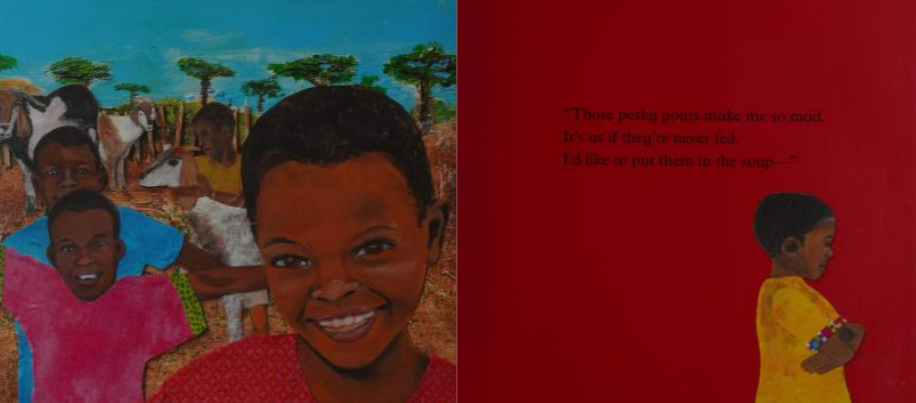 "Those pesky goats make me so mad.
It's as if they're never fed.
I'd like to put them in the soup—"